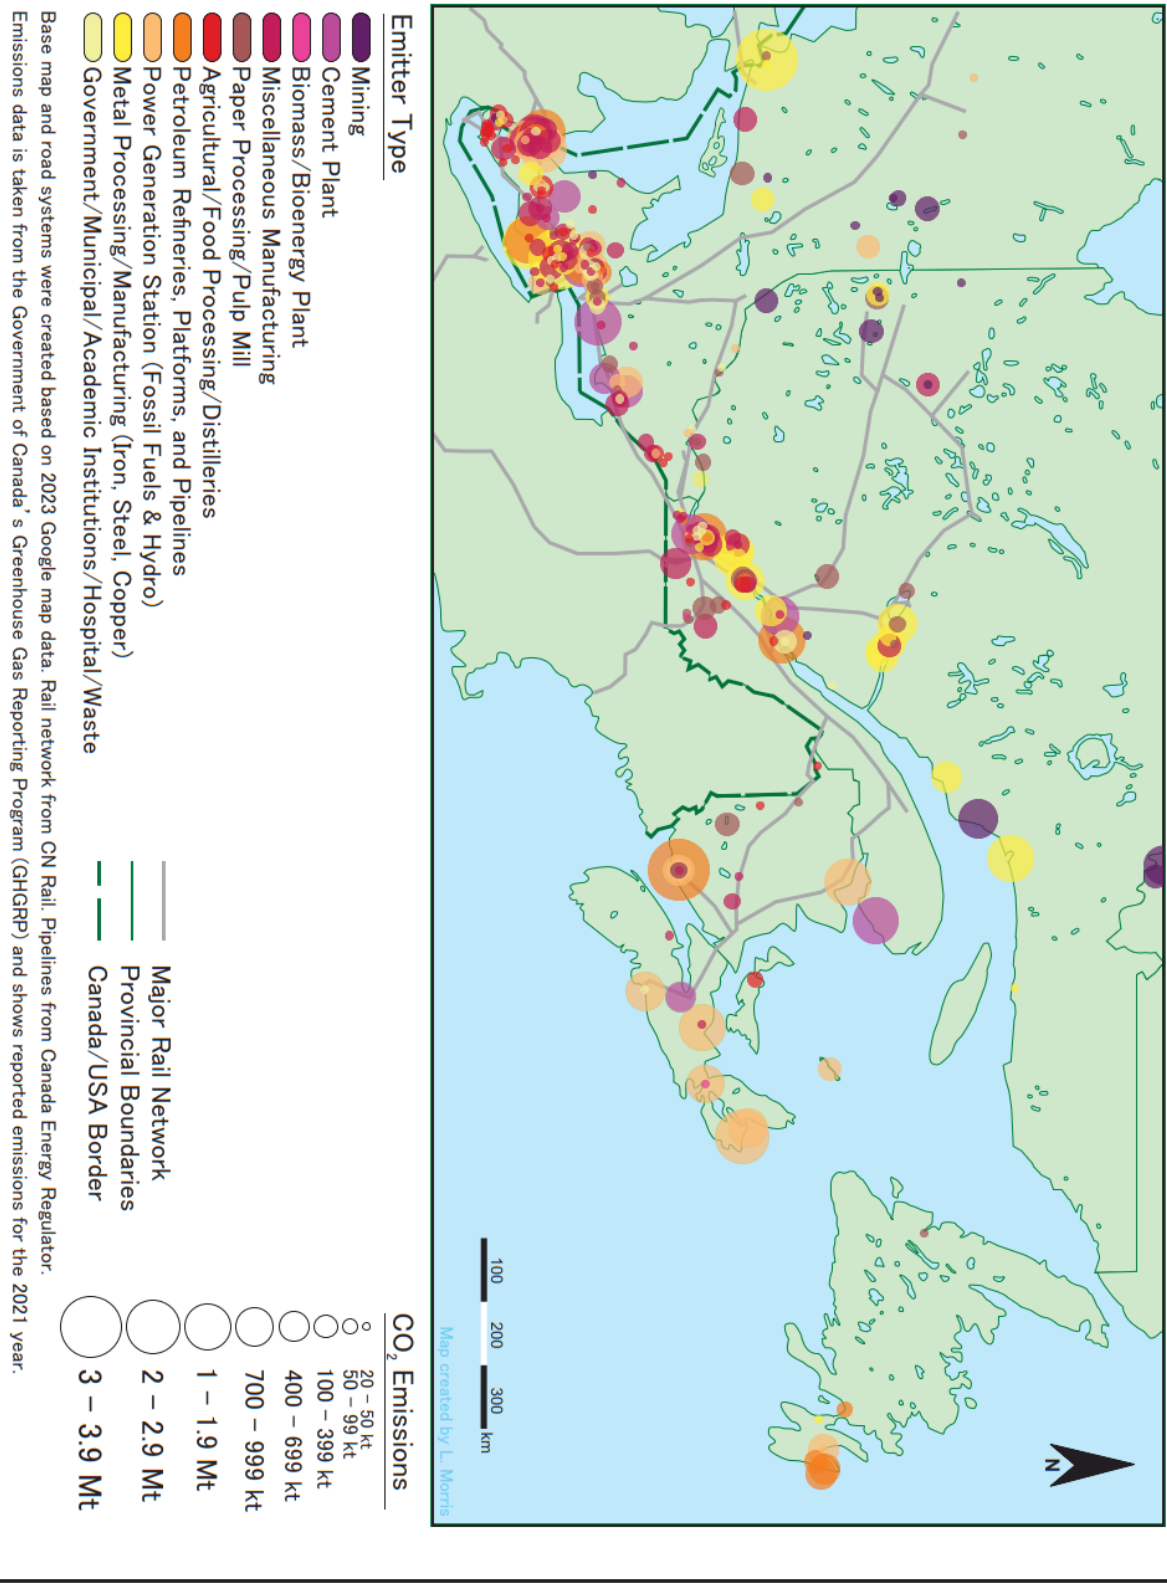 N
100 200 300 km
Map created by L. Morris
Emitter Type
Mining
Cement Plant
Biomass/Bioenergy Plant
Miscellaneous Manufacturing
Paper Processing/Pulp Mill
Agricultural/Food Processing/Distilleries
Petroleum Refineries, Platforms, and Pipelines
Power Generation Station (Fossil Fuels & Hydro)
Metal Processing/Manufacturing (Iron, Steel, Copper)
Government/Municipal/Academic Institutions/Hospital/Waste
Major Rail Network
Provincial Boundaries
Canada/USA Border
CO2 Emissions
20 - 50 kt
50 - 99 kt
100 - 399 kt
400 - 699 kt
700 - 999 kt
1 - 1.9 Mt
2 - 2.9 Mt
3 - 3.9 Mt
Base map and road systems were created based on 2023 Google map data. Rail network from CN Rail. Pipelines from Canada Energy Regulator.
Emissions data is taken from the Government of Canada's Greenhouse Gas Reporting Program (GHGRP) and shows reported emissions for the 2021 year.